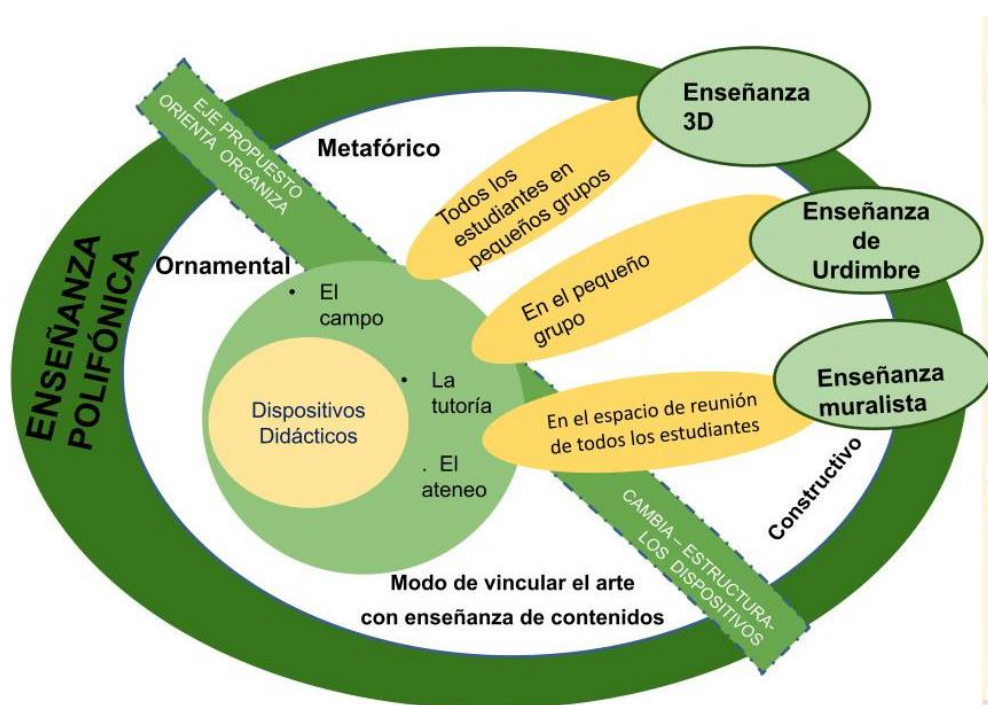 ENSEÑANZA
POLIFÓNICA
EJE PROPUESTO
ORIENTA ORGANIZA
Metafórico
Ornamental
• El
campo
• La
tutoría
. El
ateneo
Dispositivos
Didácticos
Todos los
estudiantes en
pequeños grupos
Enseñanza
3D
En el pequeño
grupo
Enseñanza
de
Urdimbre
En el espacio de reunión
de todos los estudiantes
Enseñanza
muralista
Constructivo
CAMBIA – ESTRUCTURA-
LOS DISPOSITIVOS
Modo de vincular el arte
con enseñanza de contenidos